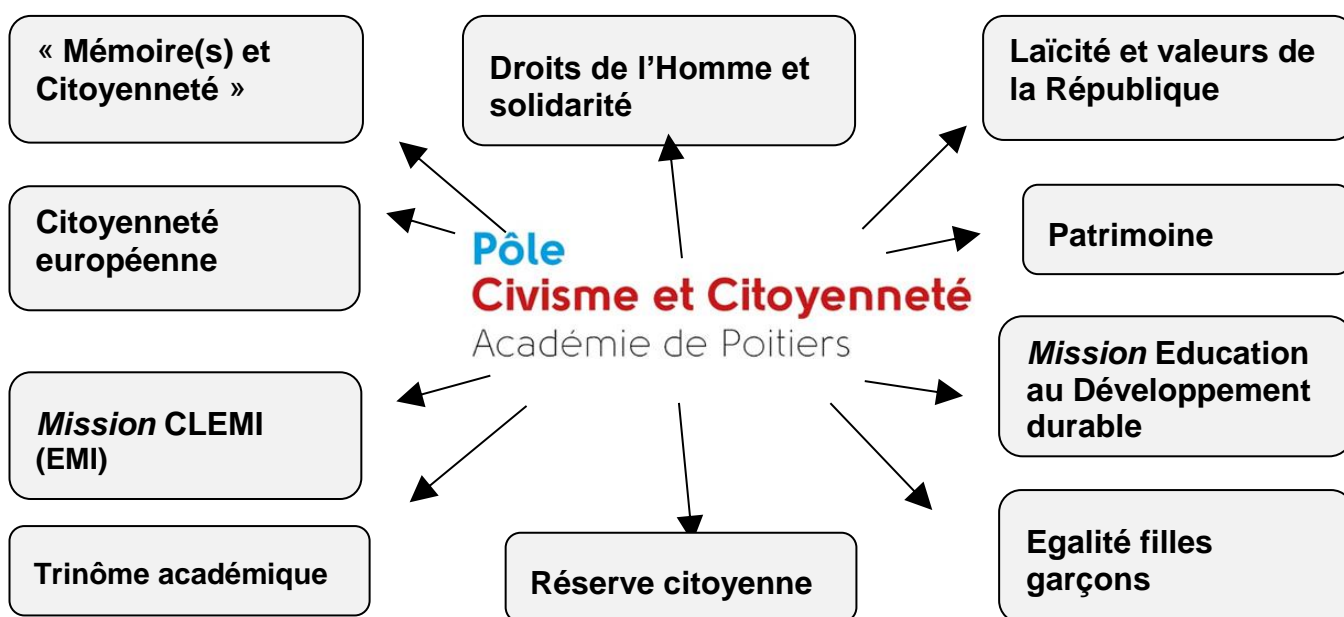 « Mémoire(s) et
Citoyenneté »
Droits de l’Homme et
solidarité
Laïcité et valeurs de
la République
Citoyenneté
européenne
Patrimoine
Pôle
Civisme et Citoyenneté
Académie de Poitiers
Mission CLEMI
(EMI)
Mission Education
au Développement
durable
Trinôme académique
Réserve citoyenne
Egalité filles
garçons